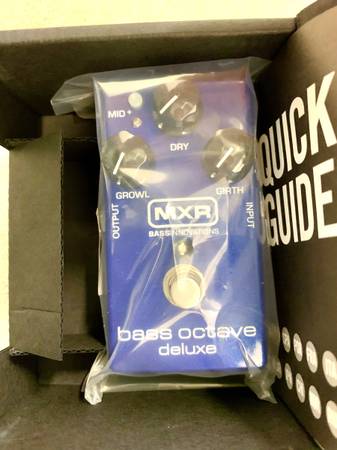 MID+
DRY
GROWL
GIRTH
OUTPUT
INPUT
MXR
BASS INNOVATIONS
bass octave
deluxe
QUICK
GUIDE